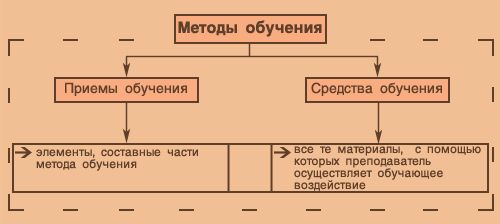 Методы обучения
Приемы обучения
Средства обучения
элементы, составные части
метода обучения
все те материалы, с помощью
которых преподаватель
осуществляет обучающее
воздействие